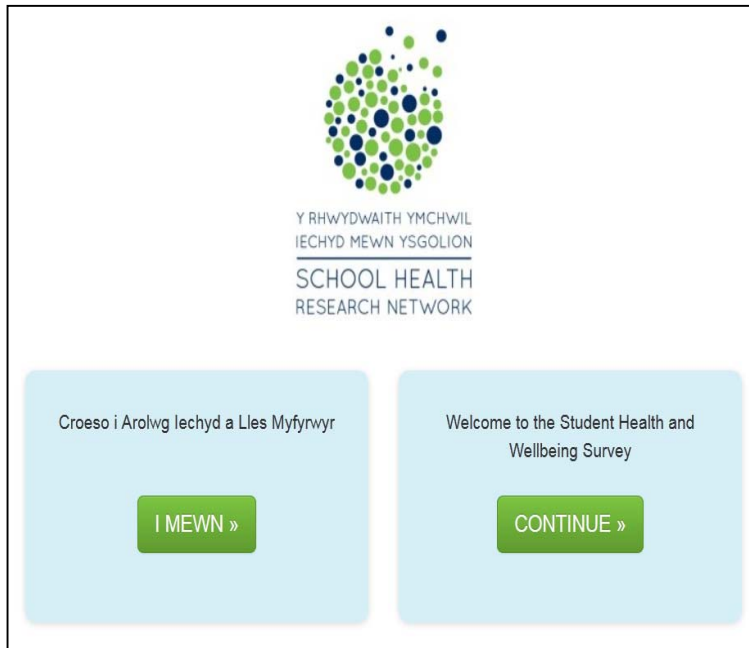 Y RHWYDWAITH YMCHWIL
IECHYD MEWN YSGOLION
SCHOOL HEALTH
RESEARCH NETWORK
Croeso i Arolwg Iechyd a Lles Myfyrwyr
I MEWN »
Welcome to the Student Health and
Wellbeing Survey
CONTINUE »